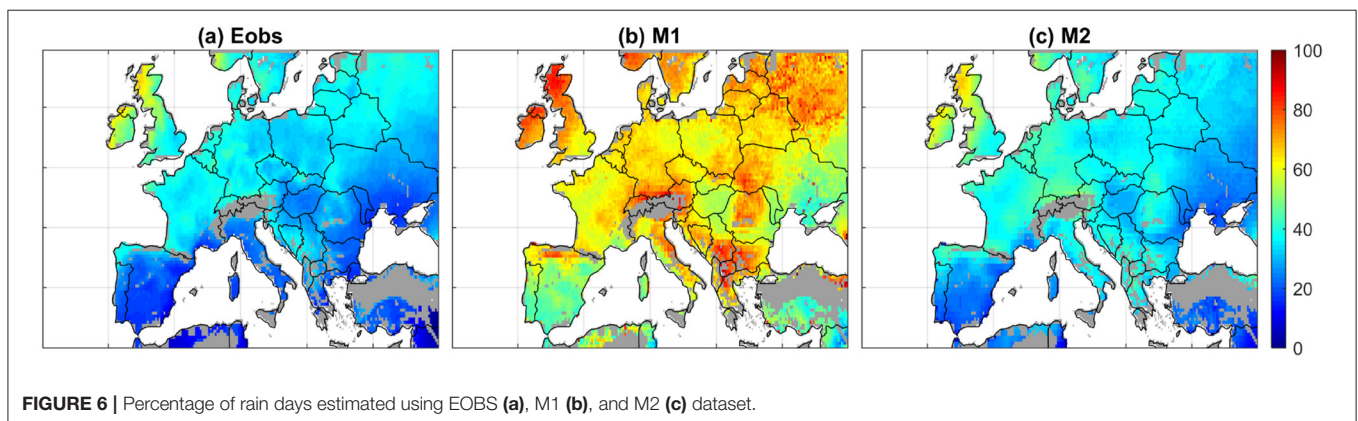 (a) Eobs
(b) M1
(c) M2
100
80
60
40
20
0
FIGURE 6 | Percentage of rain days estimated using EOBS (a), M1 (b), and M2 (c) dataset.